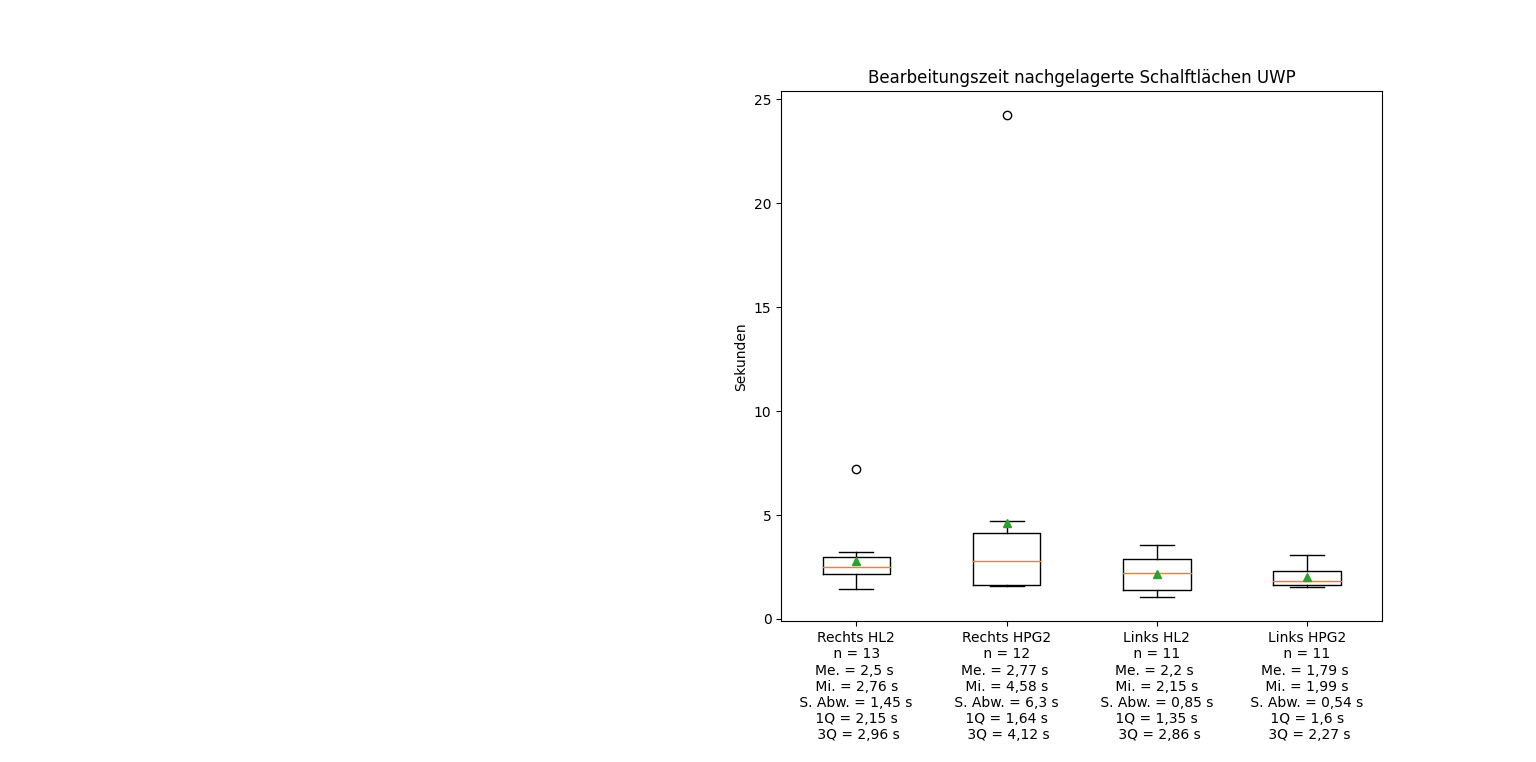 Bearbeitungszeit nachgelagerte Schalftlächen UWP
25
20
15
10
5
0
Sekunden
Rechts HL2 Rechts HPG2 Links HL2 Links HPG2
n = 13 n = 12 n = 11 n = 11
Me. = 2,5 s Me. = 2,77 s Me. = 2,2 s Me. = 1,79 s
Mi. = 2,76 s Mi. = 4,58 s Mi. = 2,15 s Mi. = 1,99 s
S. Abw. = 1,45 s S. Abw. = 6,3 s S. Abw. = 0,85 s S. Abw. = 0,54 s
1Q = 2,15 s 1Q = 1,64 s 1Q = 1,35 s 1Q = 1,6 s
3Q = 2,96 s 3Q = 4,12 s 3Q = 2,86 s 3Q = 2,27 s